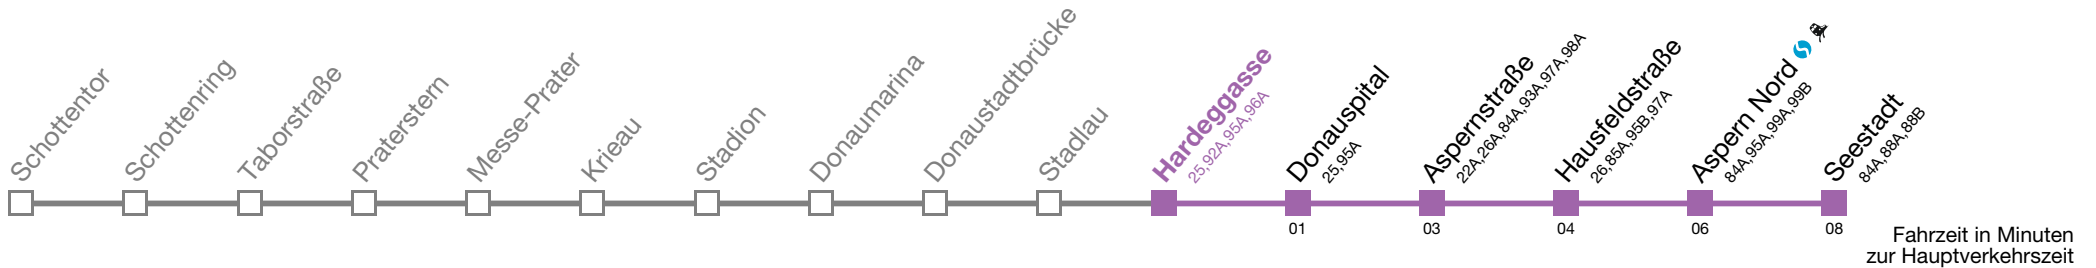 Schottentor
Schottenring
Taborstraße
Praterstern
Messe-Prater
Krieau
Stadion
Donaumarina
Donaustadtbrücke
Stadlau
Hardeggasse
25,92A,95A,96A
Donauspital
25,95A
Aspernstraße
22A,26A,84A,93A,97A,98A
Hausfeldstraße
26,85A,95B,97A
Aspern Nord
84A,95A,99A,99B
Seestadt
84A,88A,88B
01
03
04
06
08
Fahrzeit in Minuten
zur Hauptverkehrszeit